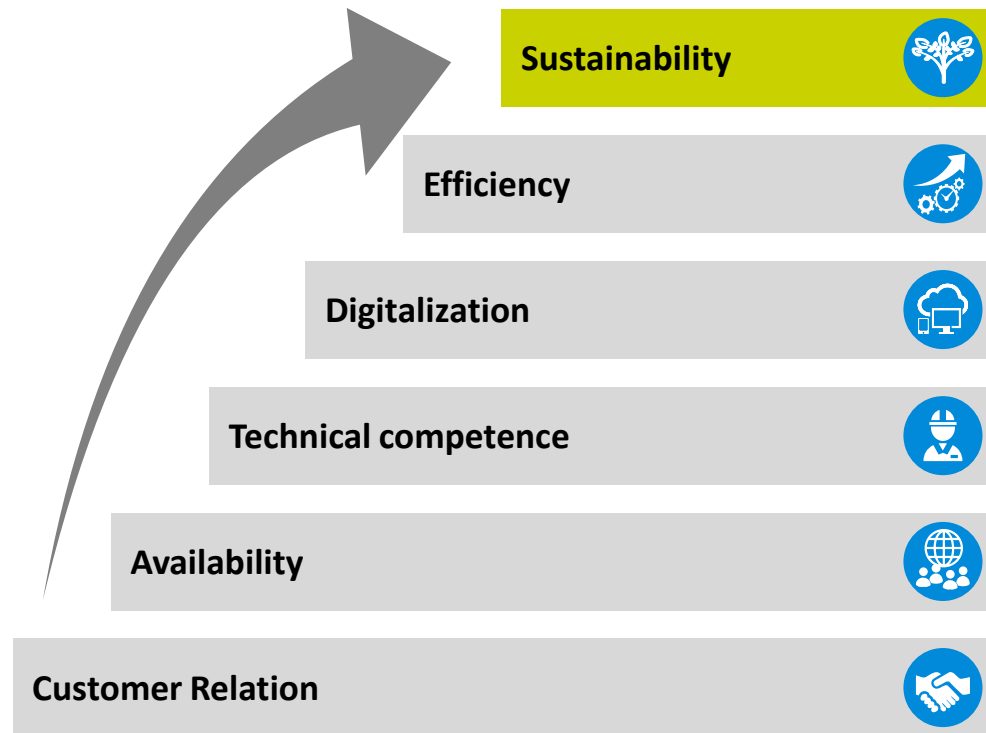 Sustainability
Efficiency
Digitalization
Technical competence
Availability
Customer Relation